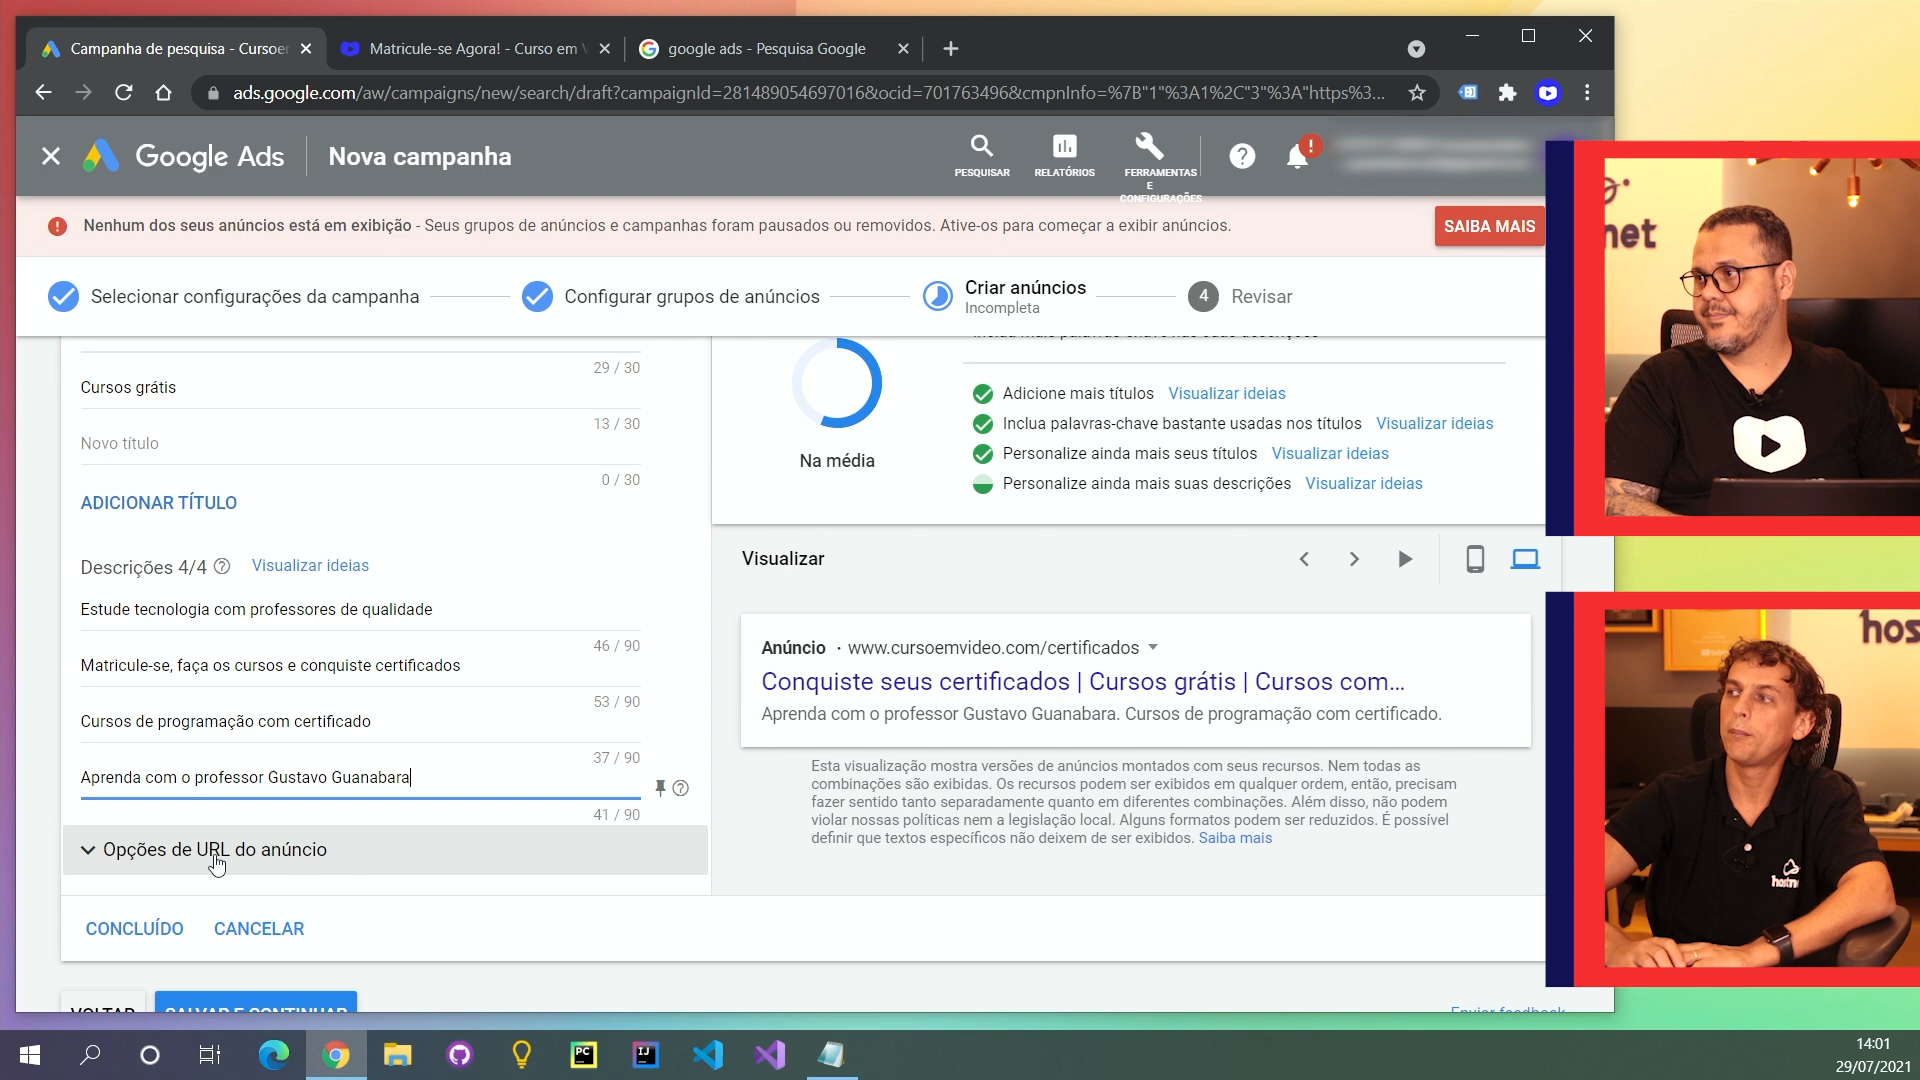 Campanha de pesquisa - Cursoer
Matricule-se Agora! - Curso em V
google ads - Pesquisa Google
ads.google.com/aw/campaigns/new/search/draft?campaignId=281489054697016&ocid=701763496&cmpnInfo=%7B"1"%3A1%2C"3"%3A"https%3...
Google Ads
Nova campanha
PESQUISAR
RELATÓRIOS
FERRAMENTAS
E
CONFIGURAÇÕES
Nenhum dos seus anúncios está em exibição - Seus grupos de anúncios e campanhas foram pausados ou removidos. Ative-os para começar a exibir anúncios.
SAIBA MAIS
Selecionar configurações da campanha
Configurar grupos de anúncios
Criar anúncios
Incompleta
4
Revisar
29 / 30
Cursos grátis
13 / 30
Novo título
0 / 30
ADICIONAR TÍTULO
Descrições 4/4
Visualizar ideias
Estude tecnologia com professores de qualidade
46 / 90
Matricule-se, faça os cursos e conquiste certificados
53 / 90
Cursos de programação com certificado
37 / 90
Aprenda com o professor Gustavo Guanabara
41 / 90
Opções de URL do anúncio
CONCLUÍDO
CANCELAR
VOLTAR
SALVAR E CONTINUAR
Na média
Adicione mais títulos Visualizar ideias
Inclua palavras-chave bastante usadas nos títulos Visualizar ideias
Personalize ainda mais seus títulos Visualizar ideias
Personalize ainda mais suas descrições Visualizar ideias
Visualizar
Anúncio · www.cursoemvideo.com/certificados
Conquiste seus certificados | Cursos grátis | Cursos com...
Aprenda com o professor Gustavo Guanabara. Cursos de programação com certificado.
Esta visualização mostra versões de anúncios montados com seus recursos. Nem todas as
combinações são exibidas. Os recursos podem ser exibidos em qualquer ordem, então, precisam
fazer sentido tanto separadamente quanto em diferentes combinações. Além disso, não podem
violar nossas políticas nem a legislação local. Alguns formatos podem ser reduzidos. É possível
definir que textos específicos não deixem de ser exibidos. Saiba mais
Enviar feedback
net
hos
hostn
PC
IJ
14:01
29/07/2021